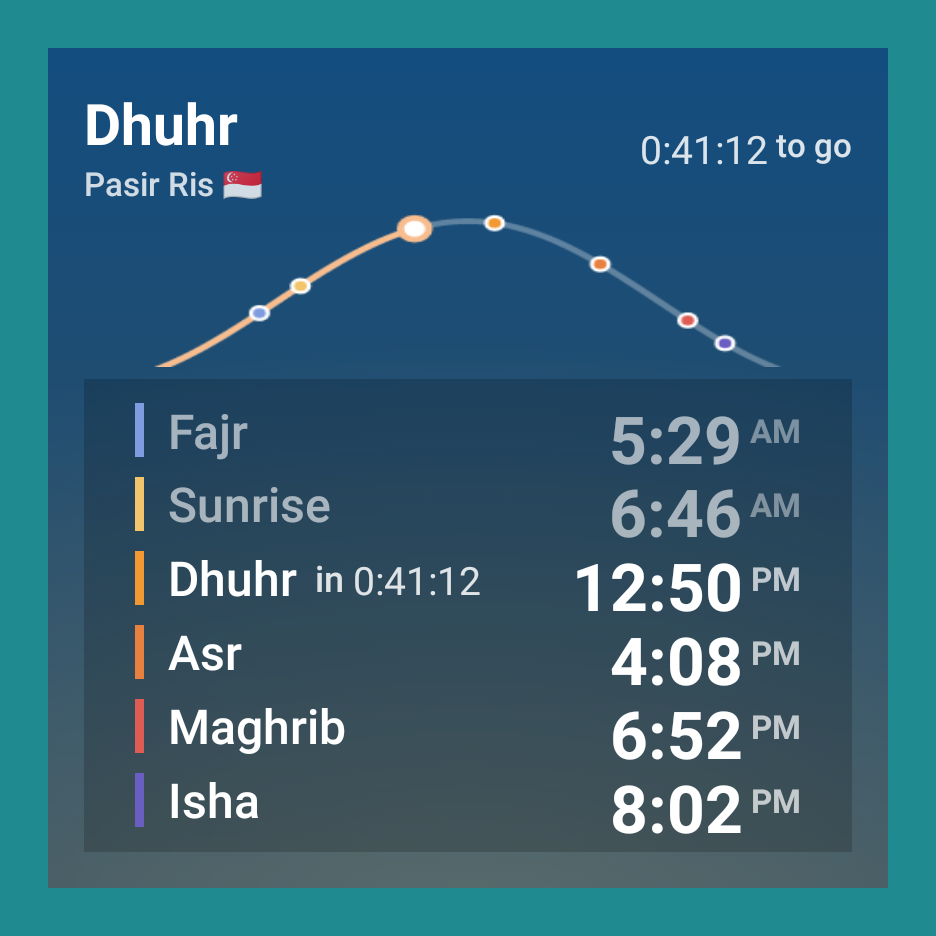 Dhuhr
0:41:12 to go
Pasir Ris
Fajr 5:29 AM
Sunrise 6:46 AM
Dhuhr in 0:41:12 12:50 PM
Asr 4:08 PM
Maghrib 6:52 PM
Isha 8:02 PM